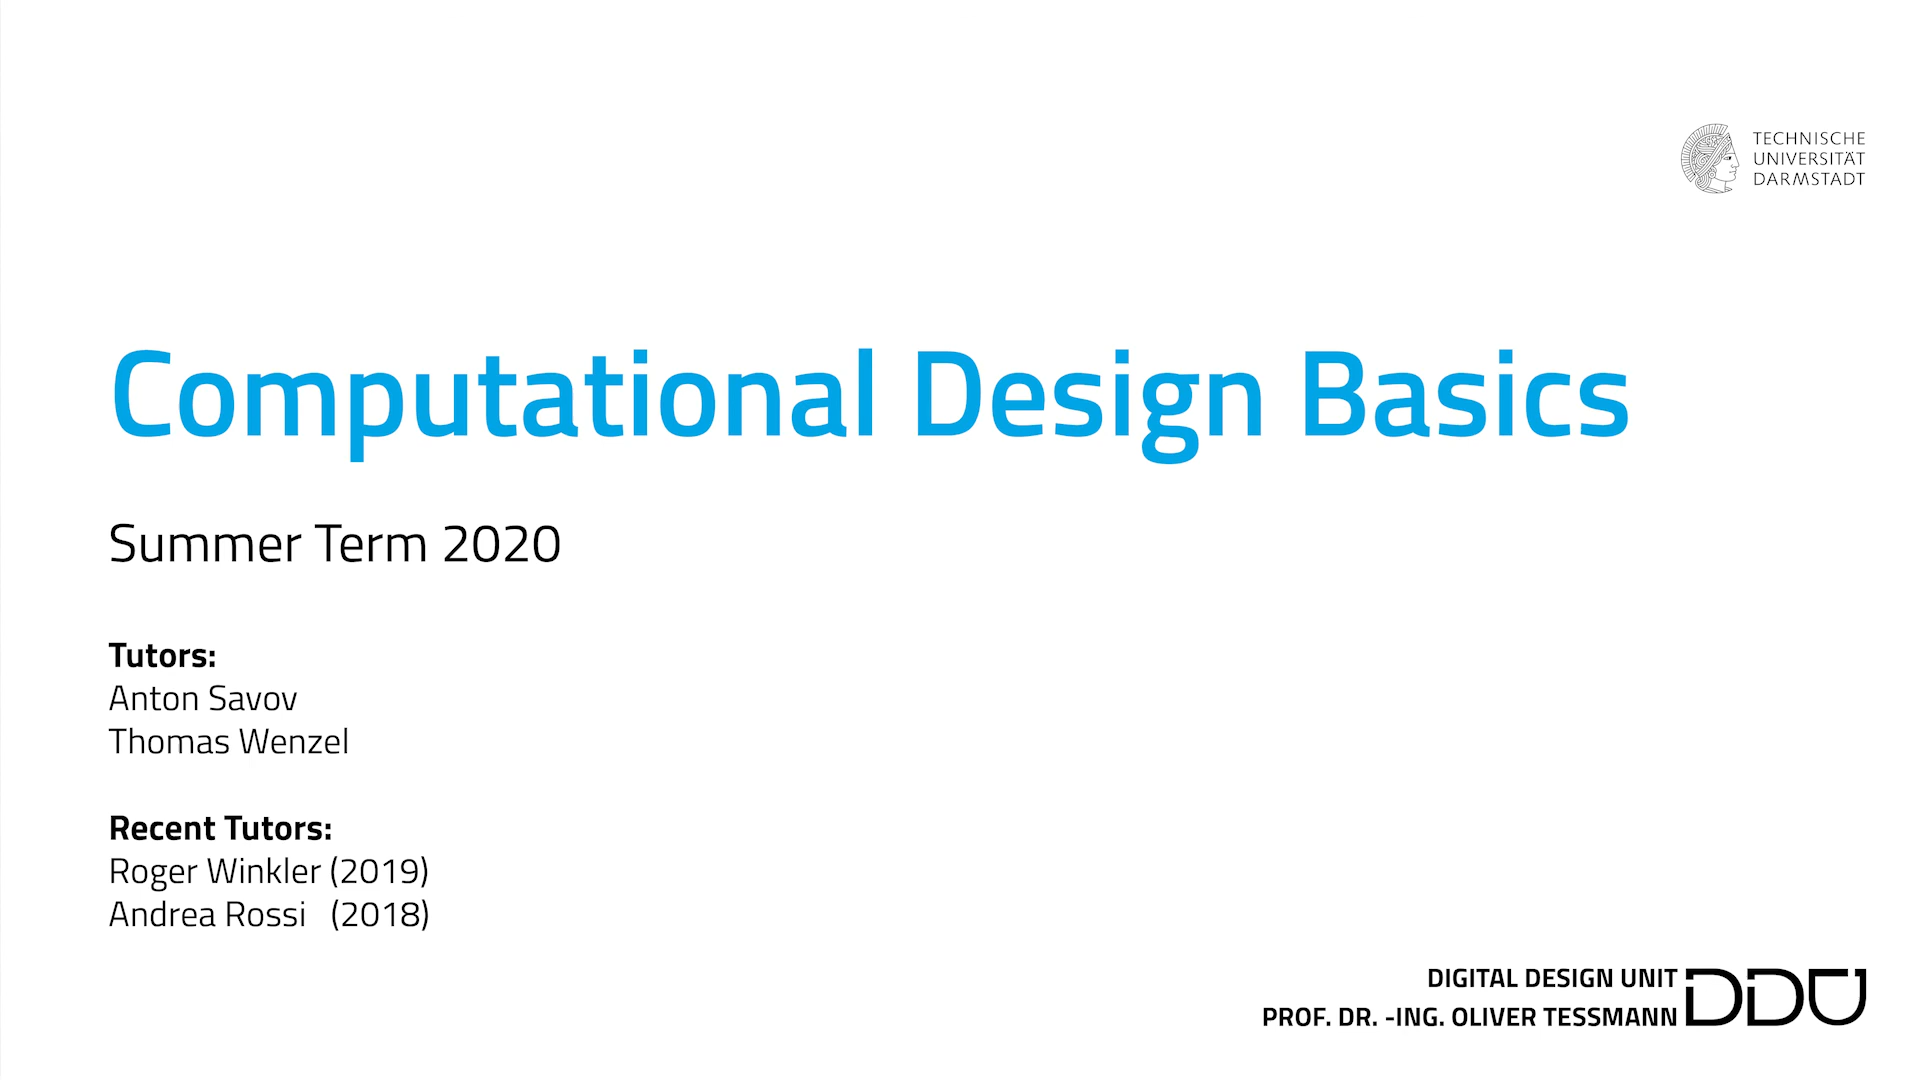 TECHNISCHE
UNIVERSITÄT
DARMSTADT
Computational Design Basics
Summer Term 2020
Tutors:
Anton Savov
Thomas Wenzel
Recent Tutors:
Roger Winkler (2019)
Andrea Rossi (2018)
DIGITAL DESIGN UNIT
PROF. DR. -ING. OLIVER TESSMANN
DDU